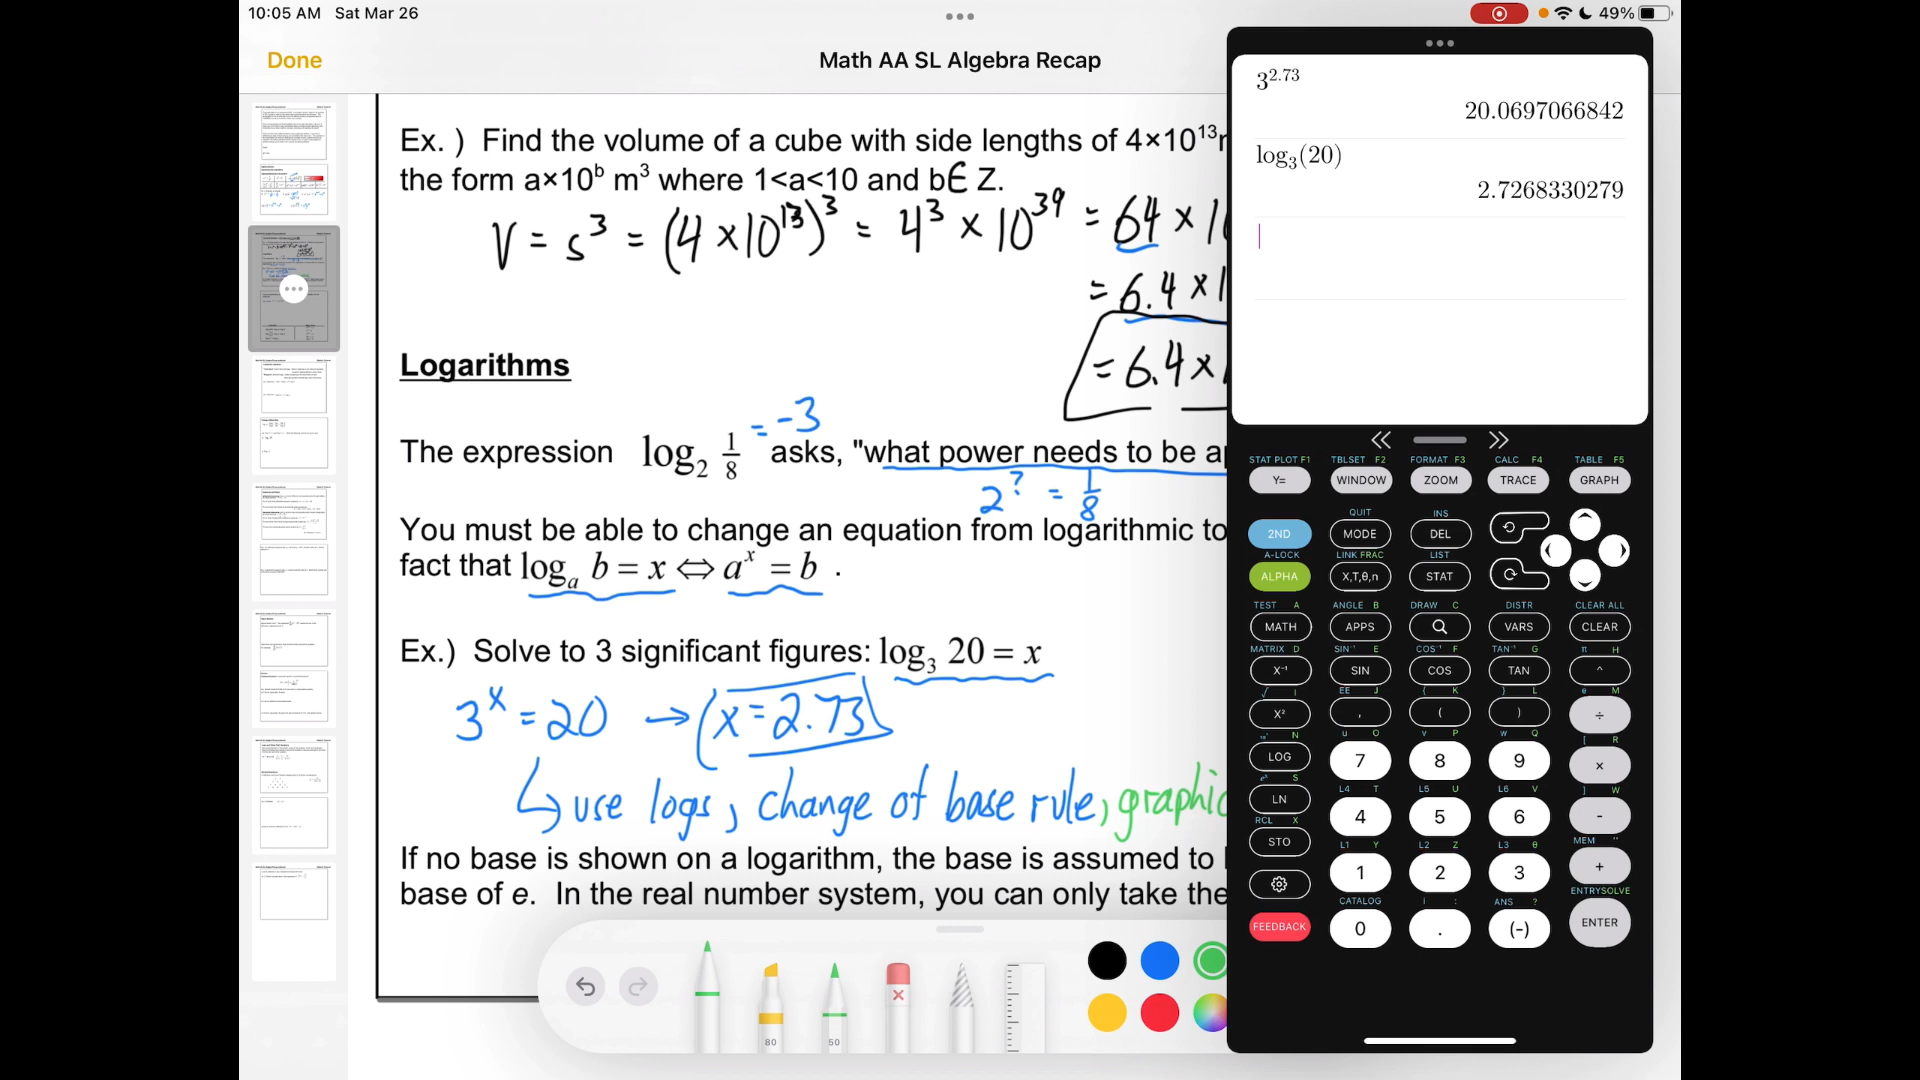 10:05 AM Sat Mar 26
49%
Done
Math AA SL Algebra Recap
Ex. ) Find the volume of a cube with side lengths of 4×10¹³
the form a×10ᵇ m³ where 1<a<10 and b∈ Z.
V = s³ = (4 ×10¹³)³ = 4³ × 10³⁹ = 64 × 1
= 6.4 × 1
= 6.4 ×
Logarithms
= -3
The expression log₂ 1/8 asks, "what power needs to be a
2^? = 1/8
You must be able to change an equation from logarithmic to
fact that logₐ b = x ⇔ aˣ = b .
Ex.) Solve to 3 significant figures: log₃ 20 = x
3ˣ = 20 → x = 2.73
↳ use logs, change of base rule, graphic
If no base is shown on a logarithm, the base is assumed to
base of e. In the real number system, you can only take the
80 50
3^2.73
20.0697066842
log₃(20)
2.7268330279
STAT PLOT F1 TBLSET F2 FORMAT F3 CALC F4 TABLE F5
Y= WINDOW ZOOM TRACE GRAPH
QUIT INS
2ND MODE DEL
A-LOCK LINK FRAC LIST
ALPHA X,T,θ,n STAT
TEST A ANGLE B DRAW C DISTR CLEAR ALL
MATH APPS VARS CLEAR
MATRIX D SIN⁻¹ E COS⁻¹ F TAN⁻¹ G π H
X⁻¹ SIN COS TAN ^
√ I EE J { K } L e M
X² , ( ) ÷
N u O v P w Q [ R
LOG 7 8 9 ×
eˣ S L4 T L5 U L6 V ] W
LN 4 5 6 -
RCL X L1 Y L2 Z L3 θ MEM "
STO 1 2 3 +
CATALOG i : ANS ? ENTRY SOLVE
FEEDBACK 0 . (-) ENTER